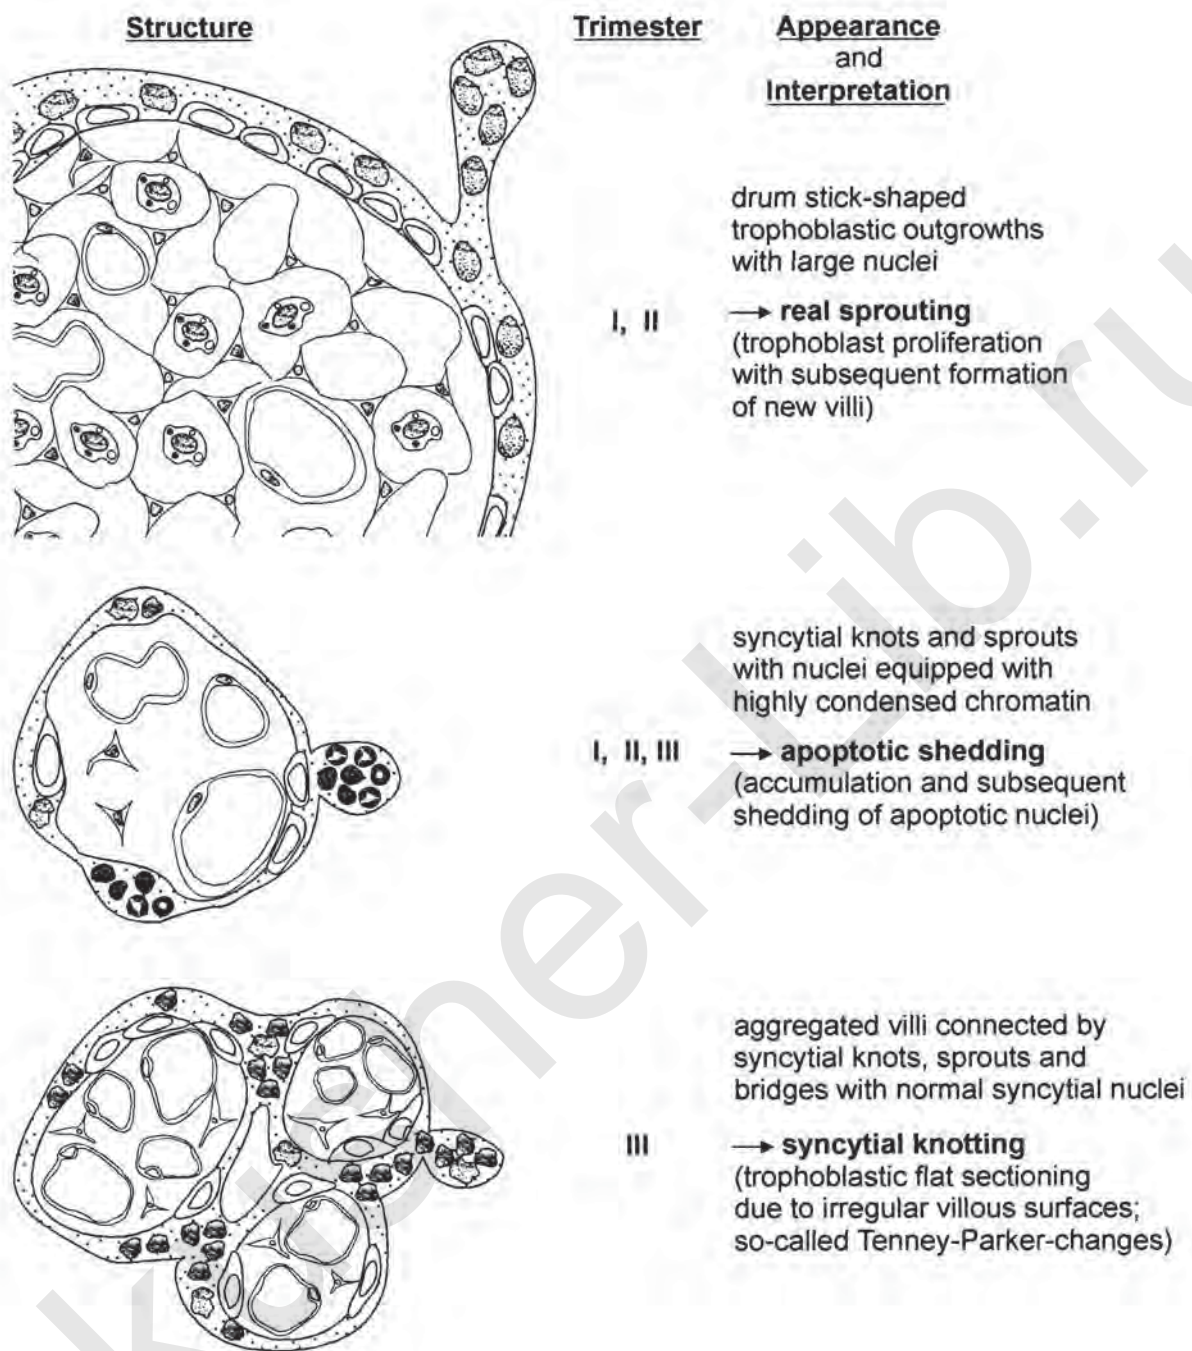 Structure
Trimester
Appearance
and
Interpretation
drum stick-shaped
trophoblastic outgrowths
with large nuclei
I, II
→ real sprouting
(trophoblast proliferation
with subsequent formation
of new villi)
syncytial knots and sprouts
with nuclei equipped with
highly condensed chromatin
I, II, III
→ apoptotic shedding
(accumulation and subsequent
shedding of apoptotic nuclei)
aggregated villi connected by
syncytial knots, sprouts and
bridges with normal syncytial nuclei
III
→ syncytial knotting
(trophoblastic flat sectioning
due to irregular villous surfaces;
so-called Tenney-Parker-changes)